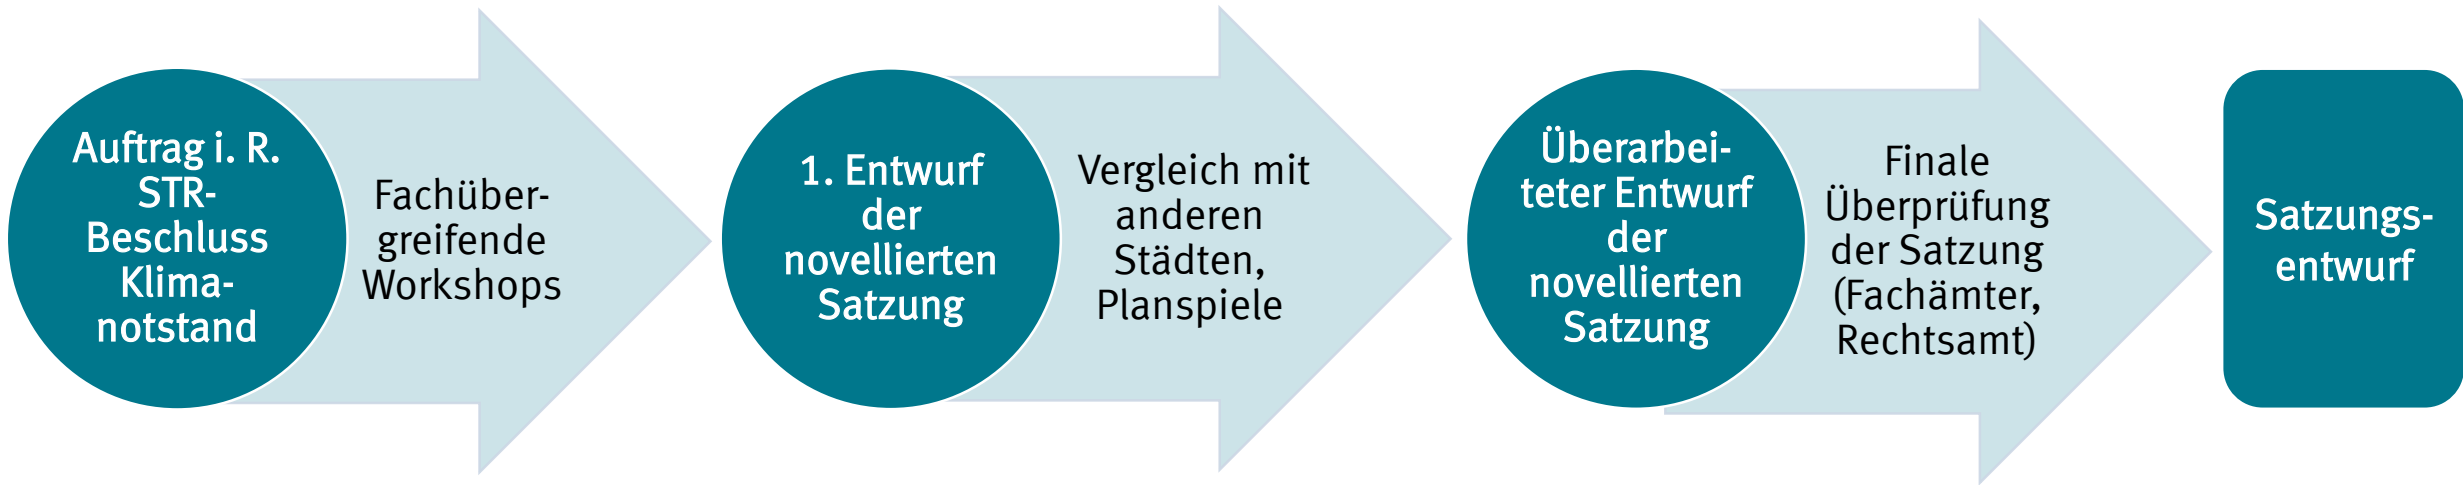 Auftrag i. R.
STR-
Beschluss
Klima-
notstand
Fachüber-
greifende
Workshops
1. Entwurf
der
novellierten
Satzung
Vergleich mit
anderen
Städten,
Planspiele
Überarbei-
teter Entwurf
der
novellierten
Satzung
Finale
Überprüfung
der Satzung
(Fachämter,
Rechtsamt)
Satzungs-
entwurf